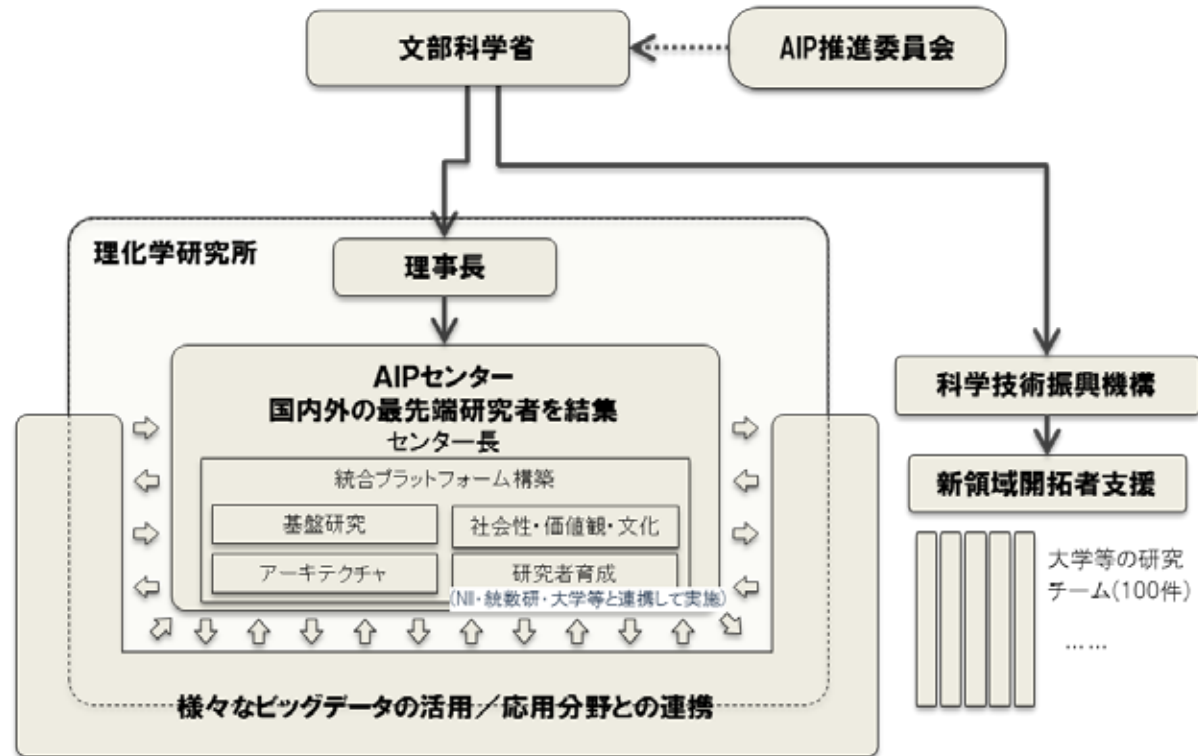 文部科学省
AIP推進委員会
理化学研究所
理事長
AIPセンター
国内外の最先端研究者を結集
センター長
統合プラットフォーム構築
基盤研究
社会性・価値観・文化
アーキテクチャ
研究者育成
(NII・統数研・大学等と連携して実施)
様々なビッグデータの活用／応用分野との連携
科学技術振興機構
新領域開拓者支援
大学等の研究
チーム(100件)
……